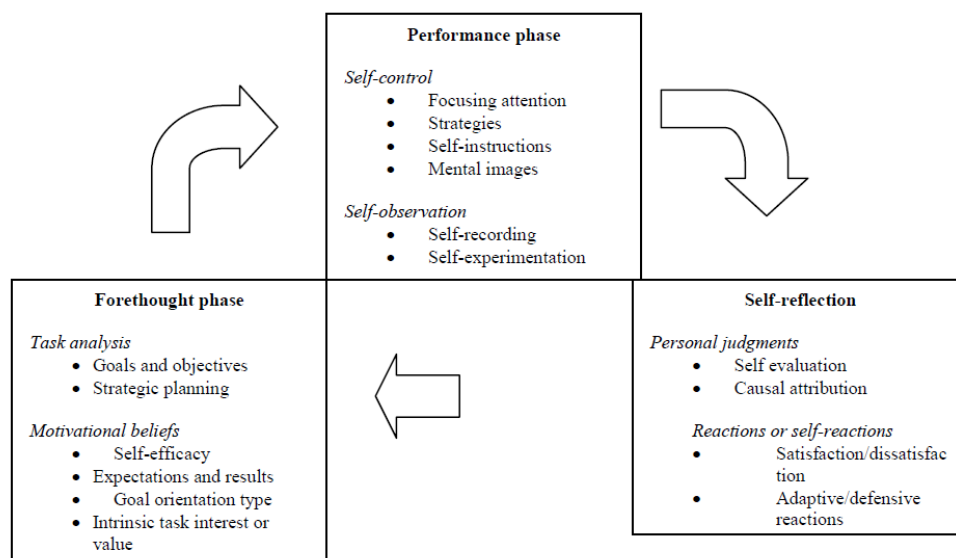 Performance phase
Self-control
• Focusing attention
• Strategies
• Self-instructions
• Mental images
Self-observation
• Self-recording
• Self-experimentation
Forethought phase
Task analysis
• Goals and objectives
• Strategic planning
Motivational beliefs
• Self-efficacy
• Expectations and results
• Goal orientation type
• Intrinsic task interest or
value
Self-reflection
Personal judgments
• Self evaluation
• Causal attribution
Reactions or self-reactions
• Satisfaction/dissatisfac
tion
• Adaptive/defensive
reactions